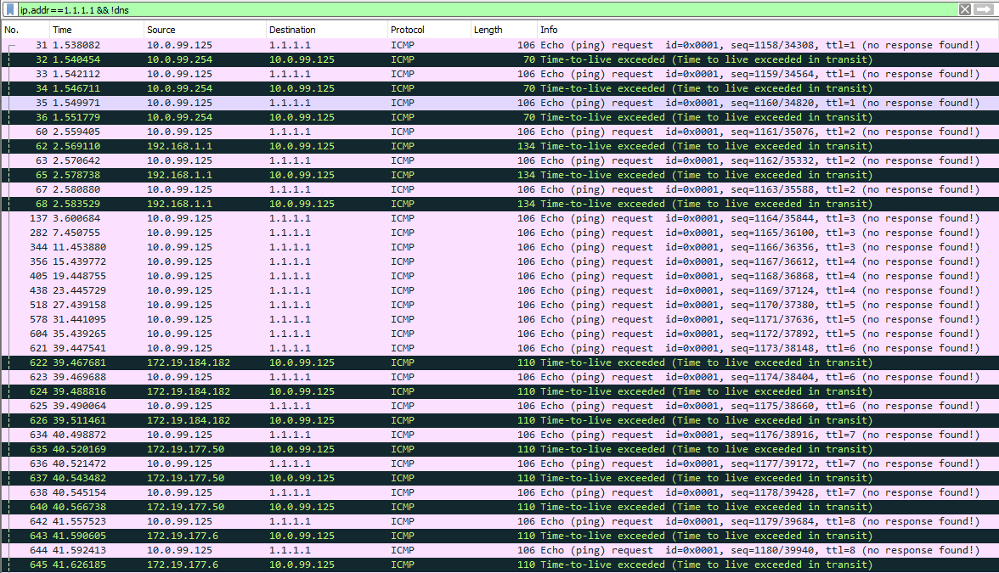 ip.addr==1.1.1.1 && !dns
No. Time Source Destination Protocol Length Info
31 1.538082 10.0.99.125 1.1.1.1 ICMP 106 Echo (ping) request id=0x0001, seq=1158/34308, ttl=1 (no response found!)
32 1.540454 10.0.99.254 10.0.99.125 ICMP 70 Time-to-live exceeded (Time to live exceeded in transit)
33 1.542112 10.0.99.125 1.1.1.1 ICMP 106 Echo (ping) request id=0x0001, seq=1159/34564, ttl=1 (no response found!)
34 1.546711 10.0.99.254 10.0.99.125 ICMP 70 Time-to-live exceeded (Time to live exceeded in transit)
35 1.549971 10.0.99.125 1.1.1.1 ICMP 106 Echo (ping) request id=0x0001, seq=1160/34820, ttl=1 (no response found!)
36 1.551779 10.0.99.254 10.0.99.125 ICMP 70 Time-to-live exceeded (Time to live exceeded in transit)
60 2.559405 10.0.99.125 1.1.1.1 ICMP 106 Echo (ping) request id=0x0001, seq=1161/35076, ttl=2 (no response found!)
62 2.569110 192.168.1.1 10.0.99.125 ICMP 134 Time-to-live exceeded (Time to live exceeded in transit)
63 2.570642 10.0.99.125 1.1.1.1 ICMP 106 Echo (ping) request id=0x0001, seq=1162/35332, ttl=2 (no response found!)
65 2.578738 192.168.1.1 10.0.99.125 ICMP 134 Time-to-live exceeded (Time to live exceeded in transit)
67 2.580880 10.0.99.125 1.1.1.1 ICMP 106 Echo (ping) request id=0x0001, seq=1163/35588, ttl=2 (no response found!)
68 2.583529 192.168.1.1 10.0.99.125 ICMP 134 Time-to-live exceeded (Time to live exceeded in transit)
137 3.600684 10.0.99.125 1.1.1.1 ICMP 106 Echo (ping) request id=0x0001, seq=1164/35844, ttl=3 (no response found!)
282 7.450755 10.0.99.125 1.1.1.1 ICMP 106 Echo (ping) request id=0x0001, seq=1165/36100, ttl=3 (no response found!)
344 11.453880 10.0.99.125 1.1.1.1 ICMP 106 Echo (ping) request id=0x0001, seq=1166/36356, ttl=3 (no response found!)
356 15.439772 10.0.99.125 1.1.1.1 ICMP 106 Echo (ping) request id=0x0001, seq=1167/36612, ttl=4 (no response found!)
405 19.448755 10.0.99.125 1.1.1.1 ICMP 106 Echo (ping) request id=0x0001, seq=1168/36868, ttl=4 (no response found!)
438 23.445729 10.0.99.125 1.1.1.1 ICMP 106 Echo (ping) request id=0x0001, seq=1169/37124, ttl=4 (no response found!)
518 27.439158 10.0.99.125 1.1.1.1 ICMP 106 Echo (ping) request id=0x0001, seq=1170/37380, ttl=5 (no response found!)
578 31.441095 10.0.99.125 1.1.1.1 ICMP 106 Echo (ping) request id=0x0001, seq=1171/37636, ttl=5 (no response found!)
604 35.439265 10.0.99.125 1.1.1.1 ICMP 106 Echo (ping) request id=0x0001, seq=1172/37892, ttl=5 (no response found!)
621 39.447541 10.0.99.125 1.1.1.1 ICMP 106 Echo (ping) request id=0x0001, seq=1173/38148, ttl=6 (no response found!)
622 39.467681 172.19.184.182 10.0.99.125 ICMP 110 Time-to-live exceeded (Time to live exceeded in transit)
623 39.469688 10.0.99.125 1.1.1.1 ICMP 106 Echo (ping) request id=0x0001, seq=1174/38404, ttl=6 (no response found!)
624 39.488816 172.19.184.182 10.0.99.125 ICMP 110 Time-to-live exceeded (Time to live exceeded in transit)
625 39.490064 10.0.99.125 1.1.1.1 ICMP 106 Echo (ping) request id=0x0001, seq=1175/38660, ttl=6 (no response found!)
626 39.511461 172.19.184.182 10.0.99.125 ICMP 110 Time-to-live exceeded (Time to live exceeded in transit)
634 40.498872 10.0.99.125 1.1.1.1 ICMP 106 Echo (ping) request id=0x0001, seq=1176/38916, ttl=7 (no response found!)
635 40.520169 172.19.177.50 10.0.99.125 ICMP 110 Time-to-live exceeded (Time to live exceeded in transit)
636 40.521472 10.0.99.125 1.1.1.1 ICMP 106 Echo (ping) request id=0x0001, seq=1177/39172, ttl=7 (no response found!)
637 40.543482 172.19.177.50 10.0.99.125 ICMP 110 Time-to-live exceeded (Time to live exceeded in transit)
638 40.545154 10.0.99.125 1.1.1.1 ICMP 106 Echo (ping) request id=0x0001, seq=1178/39428, ttl=7 (no response found!)
640 40.566738 172.19.177.50 10.0.99.125 ICMP 110 Time-to-live exceeded (Time to live exceeded in transit)
642 41.557523 10.0.99.125 1.1.1.1 ICMP 106 Echo (ping) request id=0x0001, seq=1179/39684, ttl=8 (no response found!)
643 41.590605 172.19.177.6 10.0.99.125 ICMP 110 Time-to-live exceeded (Time to live exceeded in transit)
644 41.592413 10.0.99.125 1.1.1.1 ICMP 106 Echo (ping) request id=0x0001, seq=1180/39940, ttl=8 (no response found!)
645 41.626185 172.19.177.6 10.0.99.125 ICMP 110 Time-to-live exceeded (Time to live exceeded in transit)